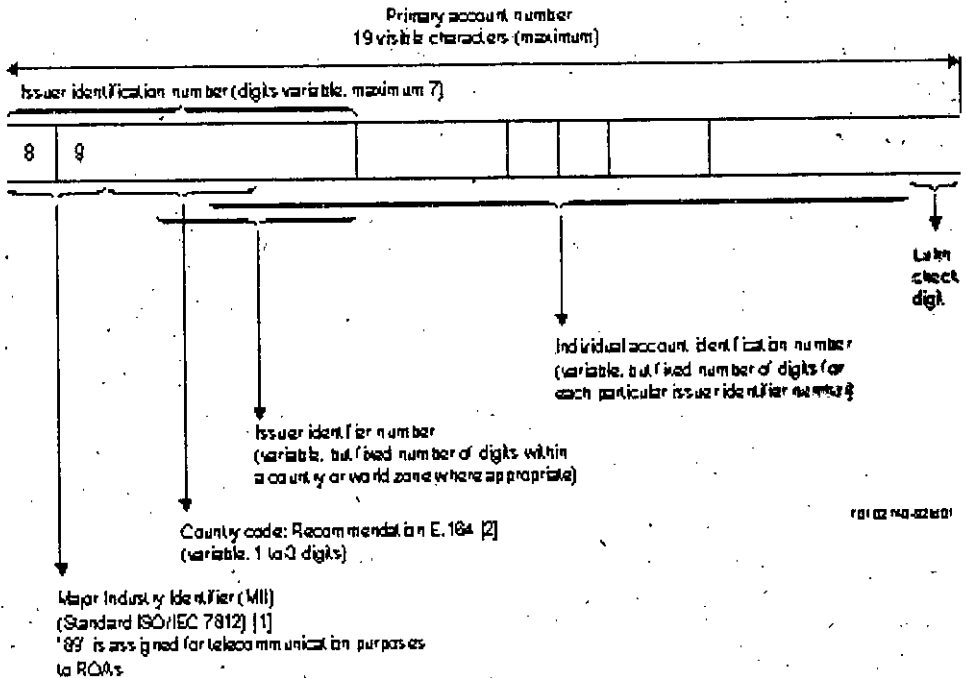 Primary account number
19 visible characters (maximum)
Issuer identification number (digits variable, maximum 7)
8 9
Luhn
check
digit
Individual account identification number
(variable, but fixed number of digits for
each particular issuer identifier number)
Issuer identifier number
(variable, but fixed number of digits within
a country or world zone where appropriate)
Country code: Recommendation E.164 [2]
(variable, 1 to 3 digits)
Major Industry Identifier (MII)
(Standard ISO/IEC 7812) [1]
'89' is assigned for telecommunication purposes
to ROAs